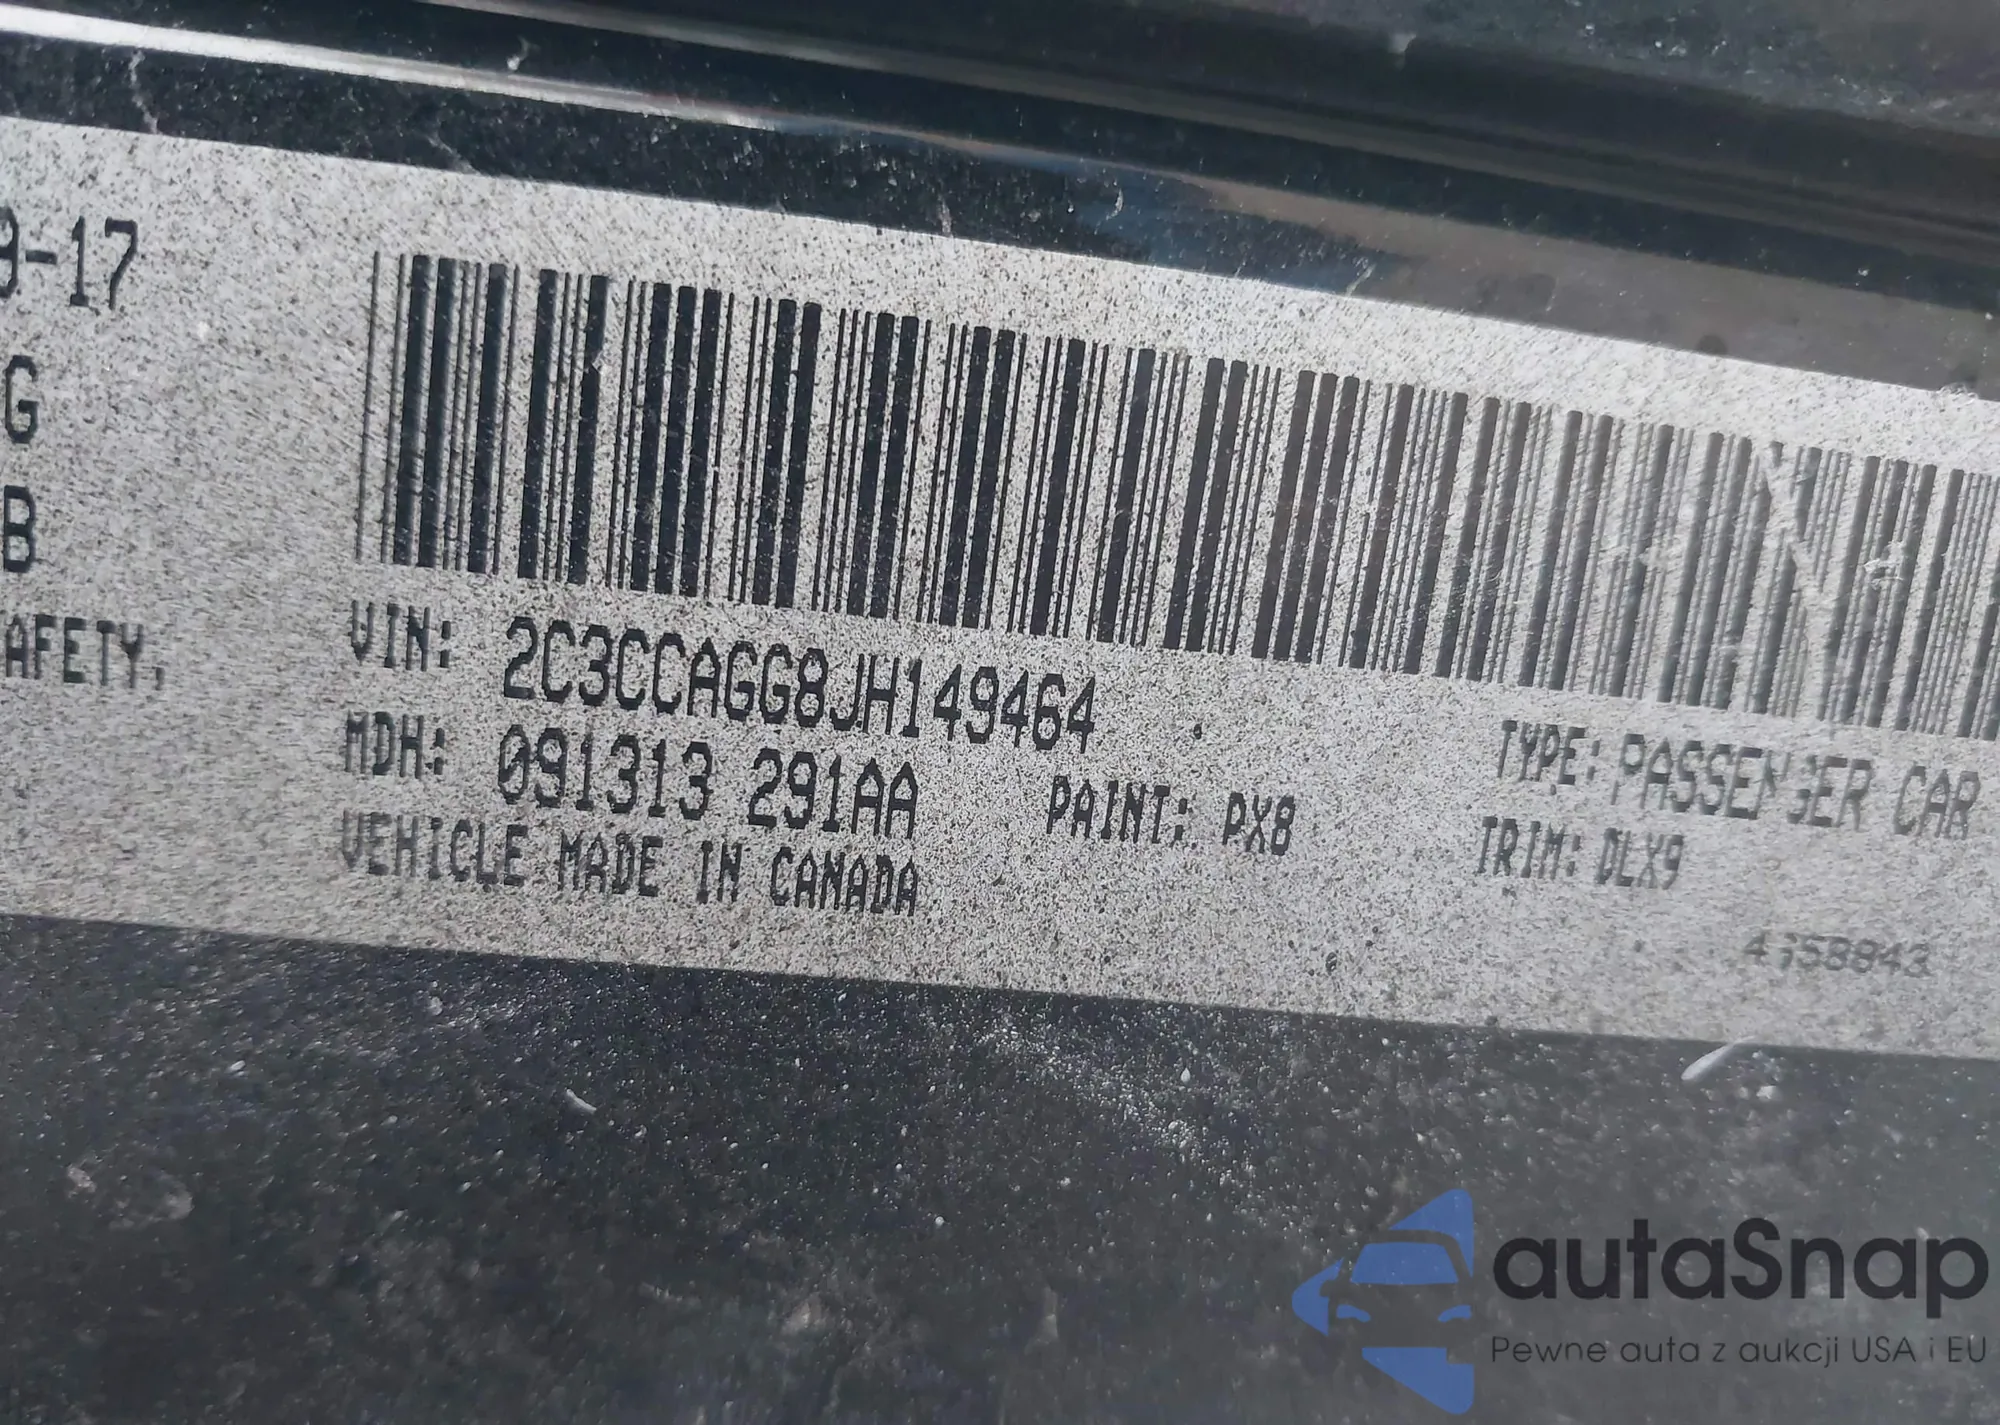 9-17
G
B
AFETY,
VIN: 2C3CCAGG8JH149464
MDH: 091313 291AA
PAINT: PX8
VEHICLE MADE IN CANADA
TYPE: PASSENGER CAR
TRIM: DLX9
autaSnap
Pewne auta z aukcji USA i EU